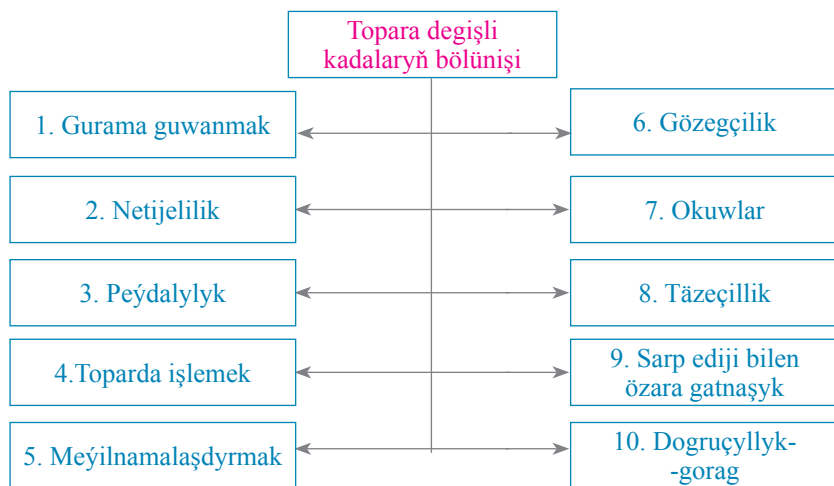 Topara degişli
kadalaryň bölünişi
1. Gurama guwanmak
2. Netijelilik
3. Peýdalylyk
4.Toparda işlemek
5. Meýilnamalaşdyrmak
6. Gözegçilik
7. Okuwlar
8. Täzeçillik
9. Sarp ediji bilen
özara gatnaşyk
10. Dogruçyllyk-
-gorag